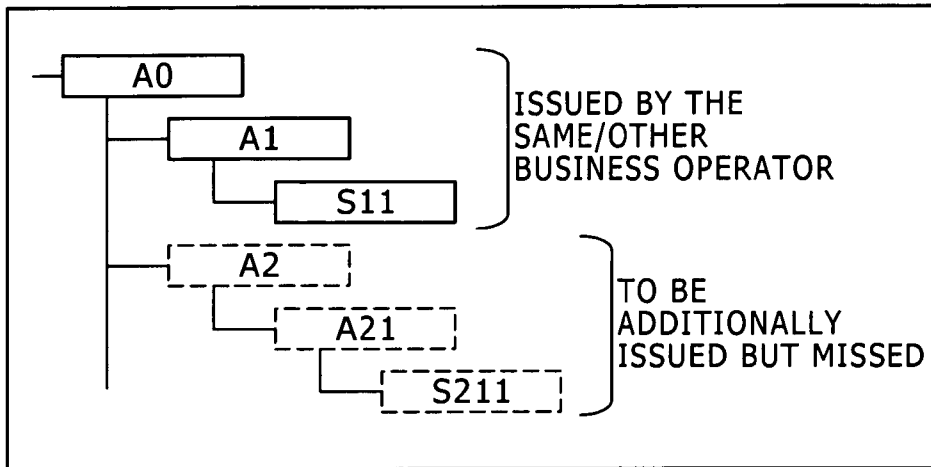 A0
A1
S11
ISSUED BY THE
SAME/OTHER
BUSINESS OPERATOR
A2
A21
S211
TO BE
ADDITIONALLY
ISSUED BUT MISSED